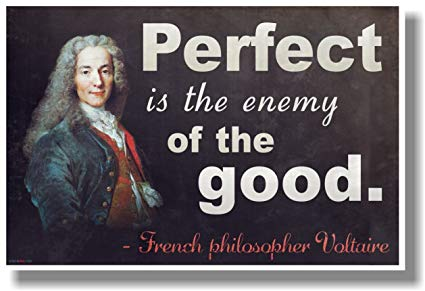 Perfect
is the enemy
of the
good.
- French philosopher Voltaire